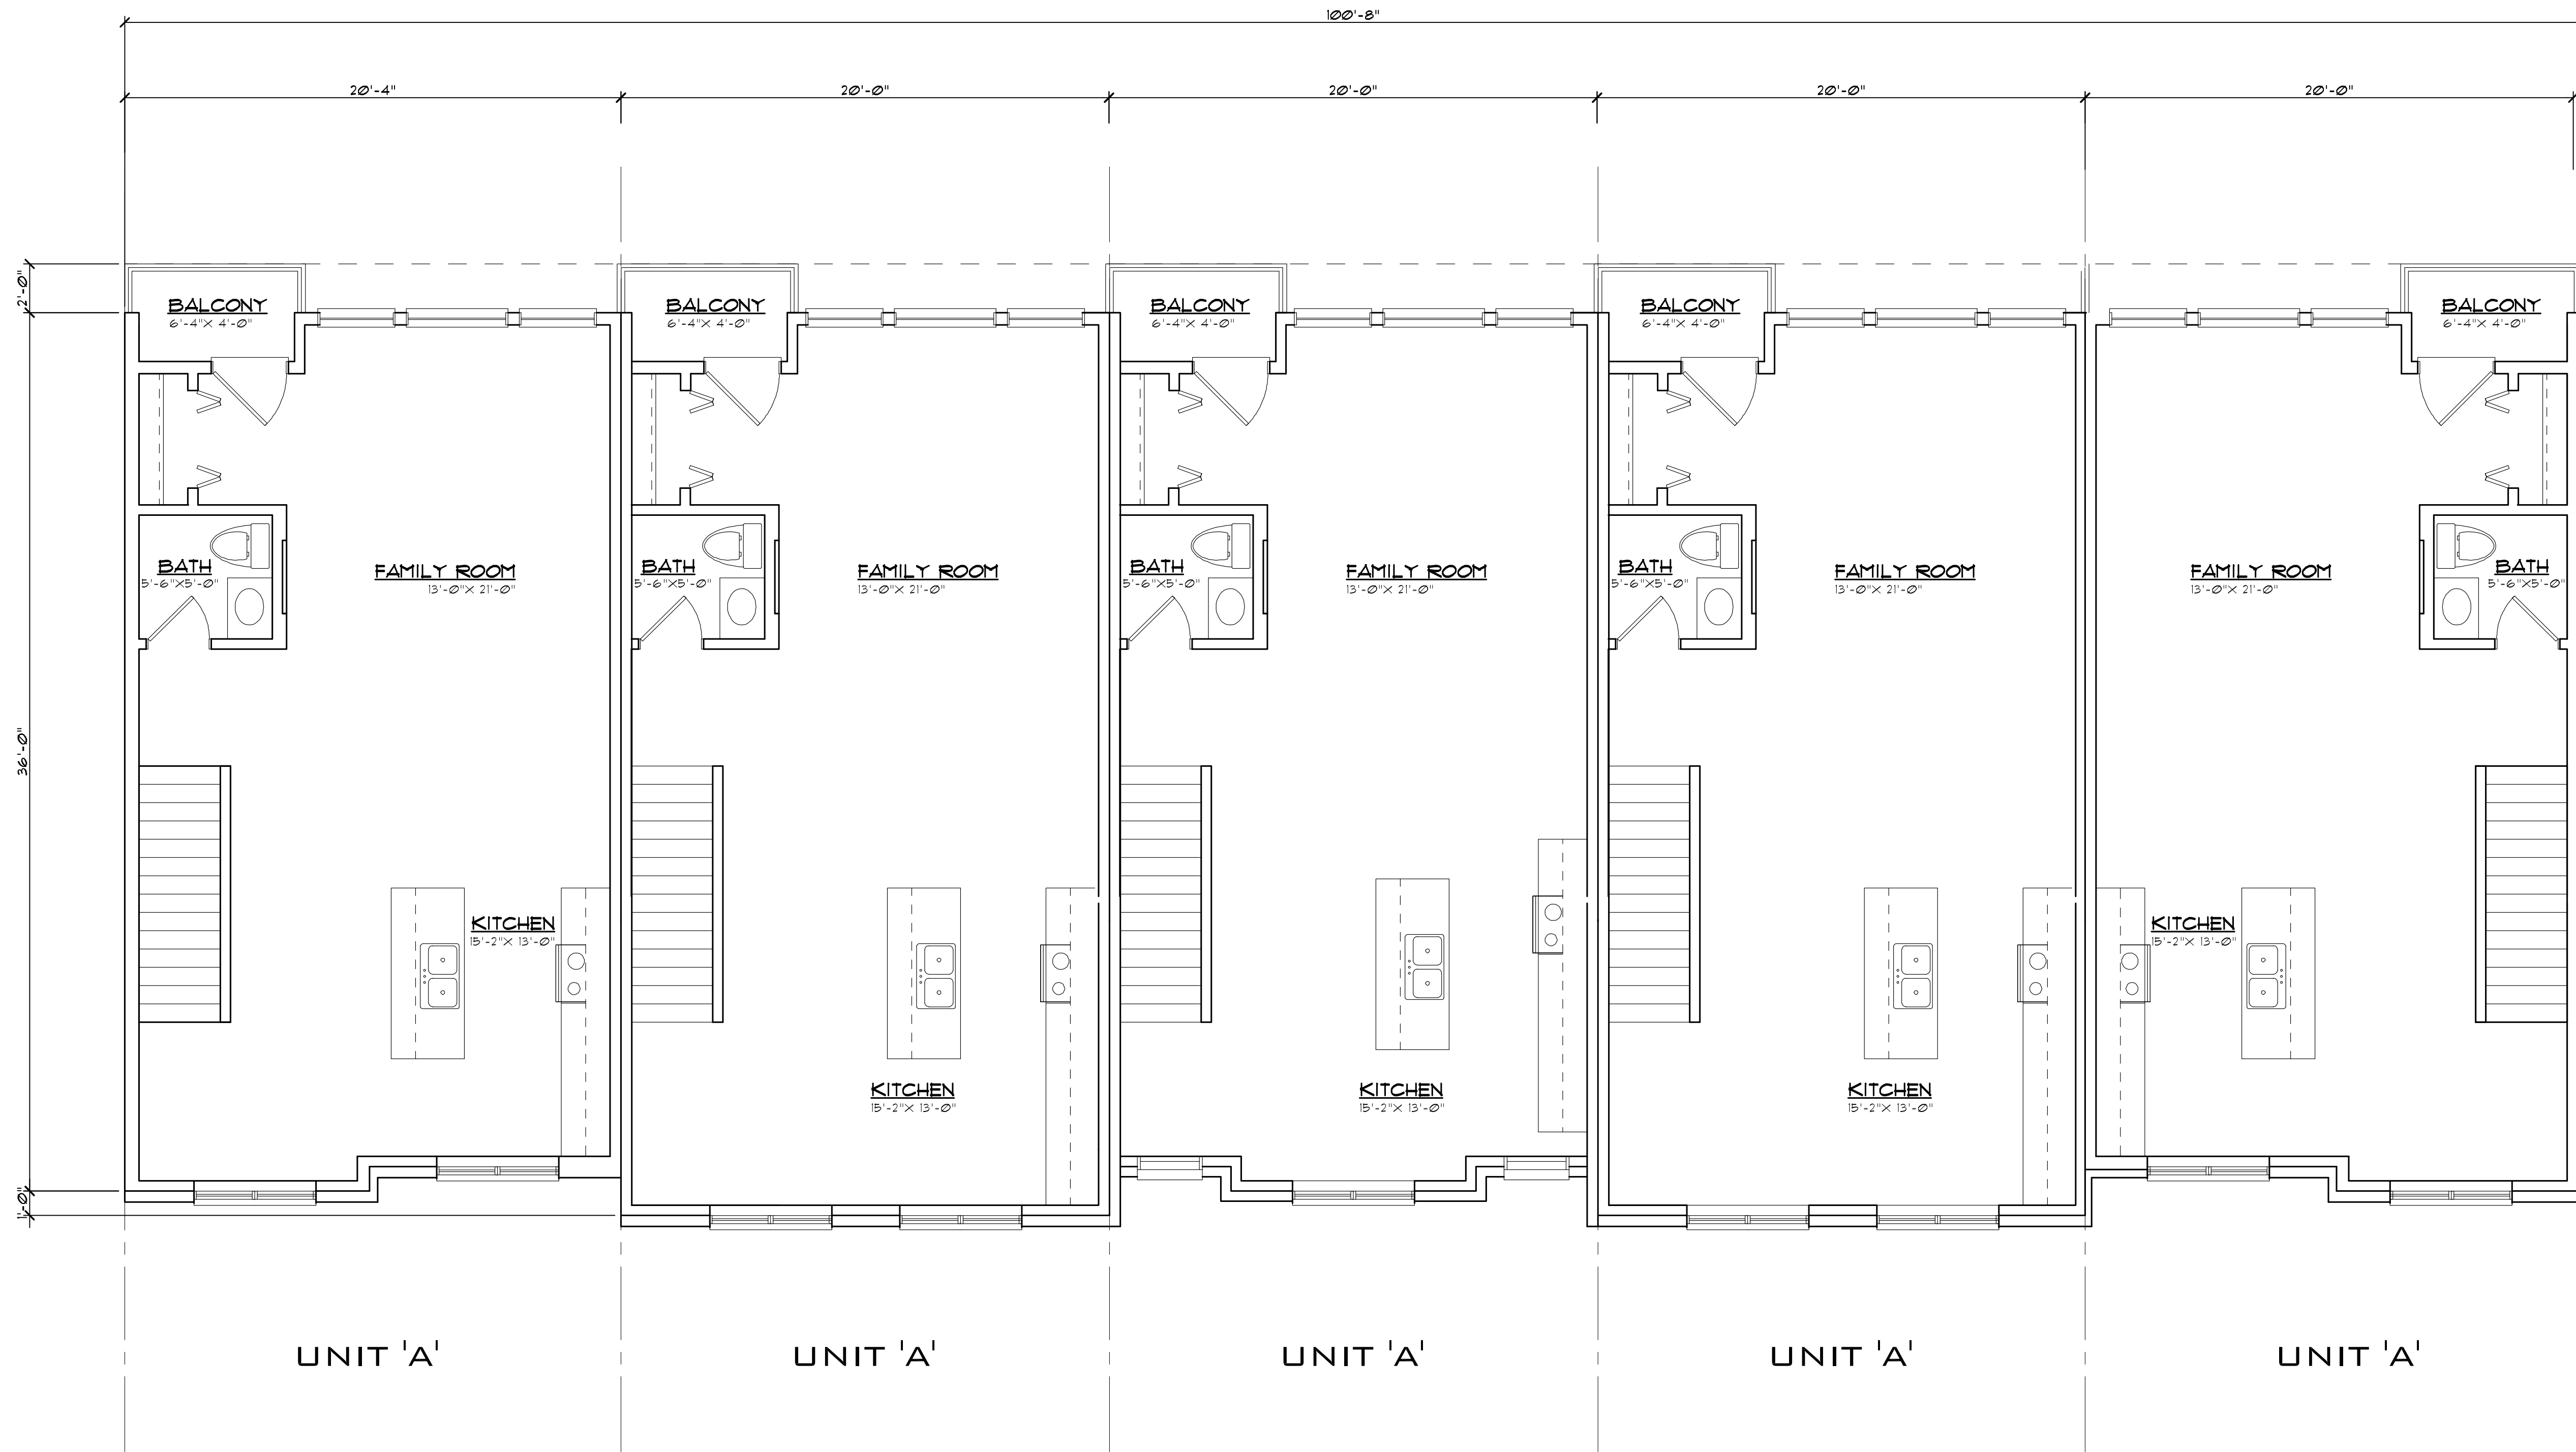 100'-8"
20'-4" 20'-0" 20'-0" 20'-0" 20'-0"
2'-0"
BALCONY BALCONY BALCONY BALCONY BALCONY
6'-4"X 4'-0" 6'-4"X 4'-0" 6'-4"X 4'-0" 6'-4"X 4'-0" 6'-4"X 4'-0"
BATH FAMILY ROOM BATH FAMILY ROOM BATH FAMILY ROOM BATH FAMILY ROOM FAMILY ROOM BATH
5'-6"X5'-0" 13'-0"X 21'-0" 5'-6"X5'-0" 13'-0"X 21'-0" 5'-6"X5'-0" 13'-0"X 21'-0" 5'-6"X5'-0" 13'-0"X 21'-0" 13'-0"X 21'-0" 5'-6"X5'-0"
36'-0"
KITCHEN KITCHEN
15'-2"X 13'-0" 15'-2"X 13'-0"
KITCHEN KITCHEN KITCHEN
15'-2"X 13'-0" 15'-2"X 13'-0" 15'-2"X 13'-0"
1'-0"
UNIT 'A' UNIT 'A' UNIT 'A' UNIT 'A' UNIT 'A'